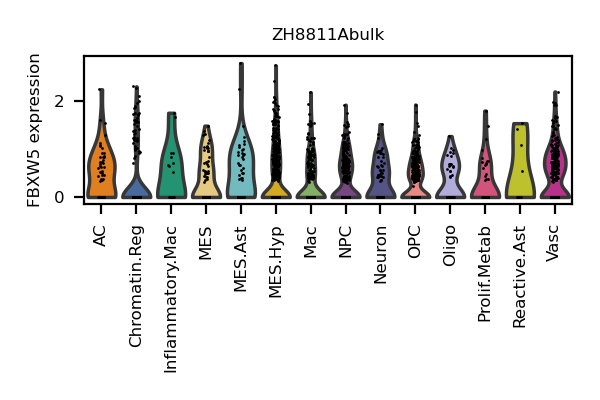 ZH8811Abulk
FBXW5 expression
2
0
AC
Chromatin.Reg
Inflammatory.Mac
MES
MES.Ast
MES.Hyp
Mac
NPC
Neuron
OPC
Oligo
Prolif.Metab
Reactive.Ast
Vasc